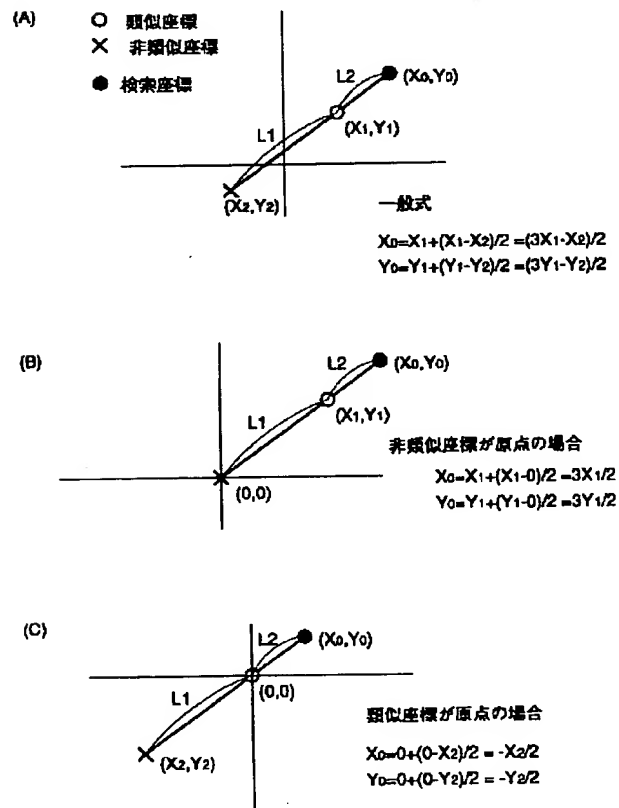 (A)
類似座標
非類似座標
検索座標
L2
(X0,Y0)
L1
(X1,Y1)
(X2,Y2)
一般式
X0=X1+(X1-X2)/2 =(3X1-X2)/2
Y0=Y1+(Y1-Y2)/2 =(3Y1-Y2)/2
(B)
L2
(X0,Y0)
L1
(X1,Y1)
非類似座標が原点の場合
(0,0)
X0=X1+(X1-0)/2 =3X1/2
Y0=Y1+(Y1-0)/2 =3Y1/2
(C)
L2
(X0,Y0)
L1
(0,0)
類似座標が原点の場合
(X2,Y2)
X0=0+(0-X2)/2 = -X2/2
Y0=0+(0-Y2)/2 = -Y2/2